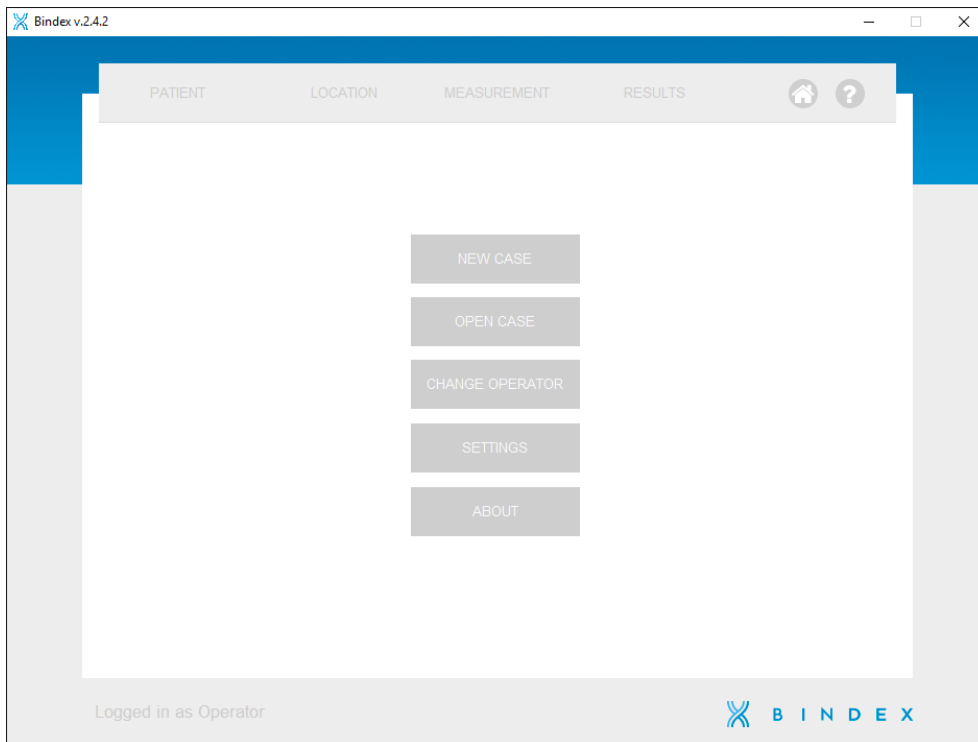 Bindex v.2.4.2
PATIENT LOCATION MEASUREMENT RESULTS ?
NEW CASE
OPEN CASE
CHANGE OPERATOR
SETTINGS
ABOUT
Logged in as Operator
BINDEX